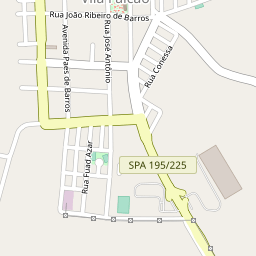 Vila Falcão
Rua João Ribeiro de Barros
Avenida Paes de Barros
Rua José Antônio
Rua Conessa
Rua Fuad Azar
SPA 195/225